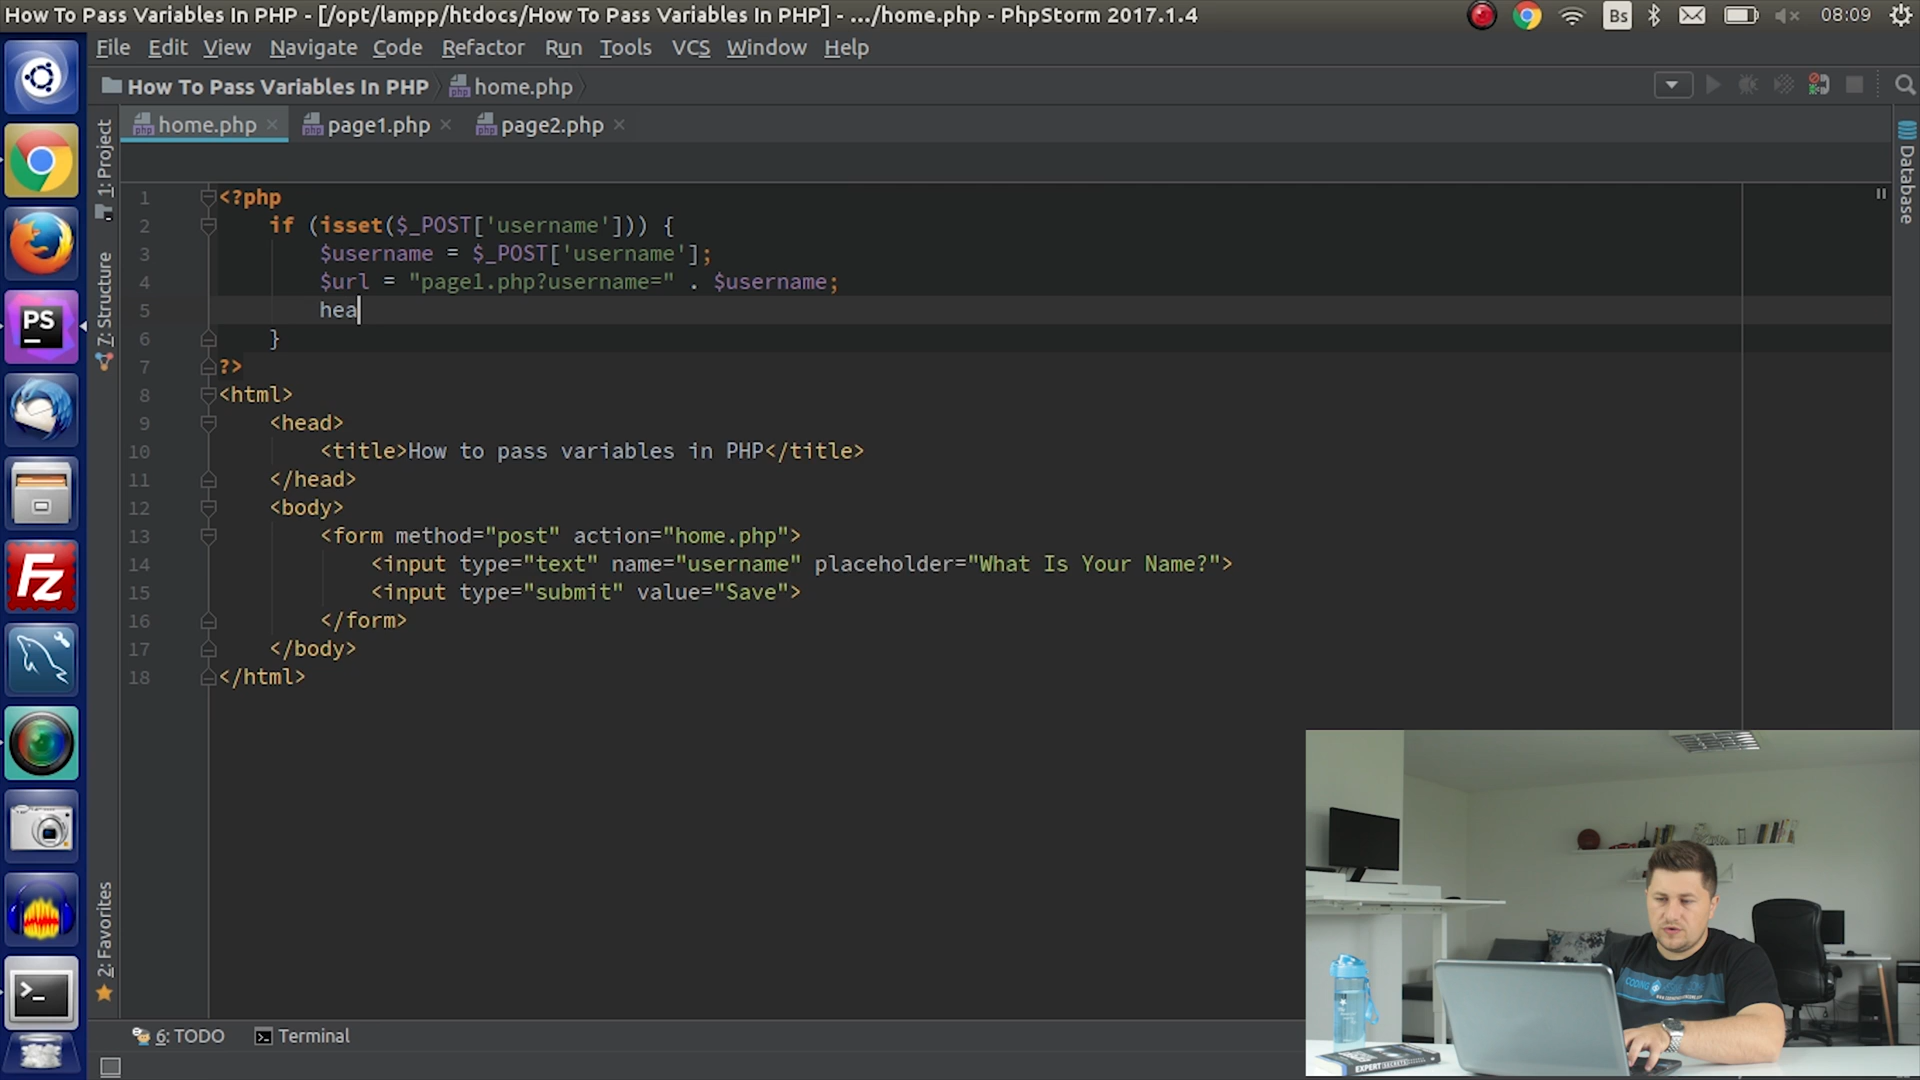 How To Pass Variables In PHP - [/opt/lampp/htdocs/How To Pass Variables In PHP] - .../home.php - PhpStorm 2017.1.4
Bs
08:09
File Edit View Navigate Code Refactor Run Tools VCS Window Help
How To Pass Variables In PHP home.php
home.php page1.php page2.php
1: Project
7: Structure
2: Favorites
Database
PS
Fz
1 <?php
2 if (isset($_POST['username'])) {
3 $username = $_POST['username'];
4 $url = "page1.php?username=" . $username;
5 hea
6 }
7 ?>
8 <html>
9 <head>
10 <title>How to pass variables in PHP</title>
11 </head>
12 <body>
13 <form method="post" action="home.php">
14 <input type="text" name="username" placeholder="What Is Your Name?">
15 <input type="submit" value="Save">
16 </form>
17 </body>
18 </html>
6: TODO Terminal
CODING
EXPERT SECRETS